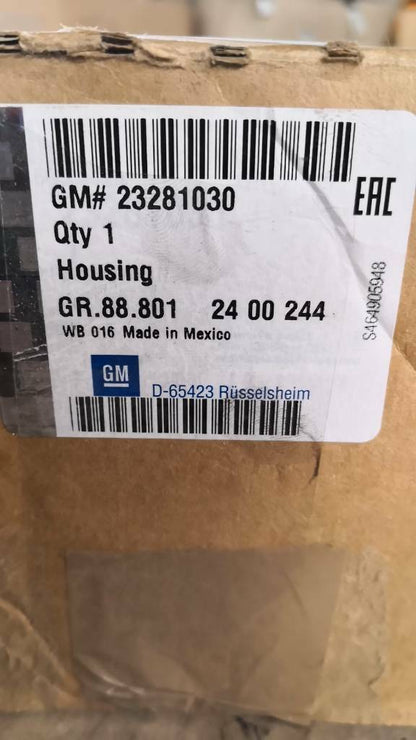 GM# 23281030
EAC
Qty 1
Housing
GR.88.801 24 00 244
WB 016 Made in Mexico
S464905948
GM
D-65423 Rüsselsheim